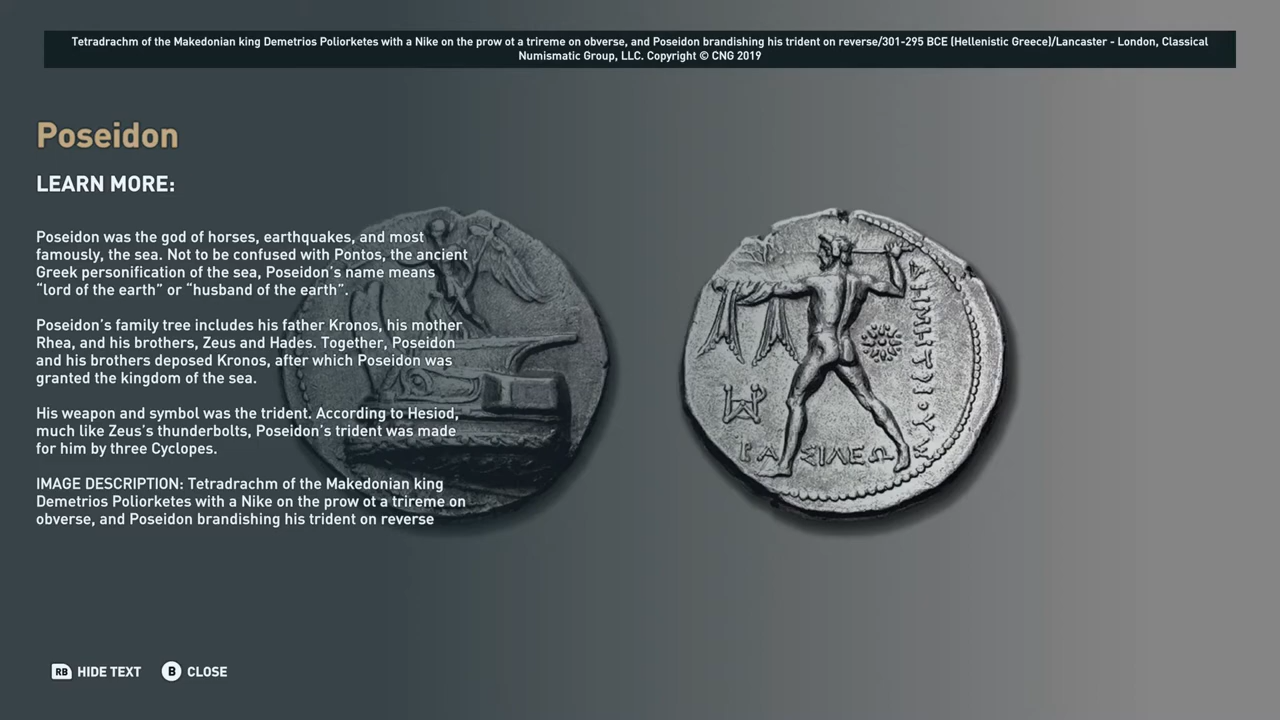 Tetradrachm of the Makedonian king Demetrios Poliorketes with a Nike on the prow ot a trireme on obverse, and Poseidon brandishing his trident on reverse/301-295 BCE (Hellenistic Greece)/Lancaster - London, Classical
Numismatic Group, LLC. Copyright © CNG 2019
Poseidon
LEARN MORE:
Poseidon was the god of horses, earthquakes, and most
famously, the sea. Not to be confused with Pontos, the ancient
Greek personification of the sea, Poseidon's name means
“lord of the earth” or “husband of the earth”.
Poseidon's family tree includes his father Kronos, his mother
Rhea, and his brothers, Zeus and Hades. Together, Poseidon
and his brothers deposed Kronos, after which Poseidon was
granted the kingdom of the sea.
His weapon and symbol was the trident. According to Hesiod,
much like Zeus's thunderbolts, Poseidon's trident was made
for him by three Cyclopes.
IMAGE DESCRIPTION: Tetradrachm of the Makedonian king
Demetrios Poliorketes with a Nike on the prow ot a trireme on
obverse, and Poseidon brandishing his trident on reverse
ΔΗΜΗΤΡΙΟΥ
ΒΑΣΙΛΕΩΣ
RB HIDE TEXT B CLOSE